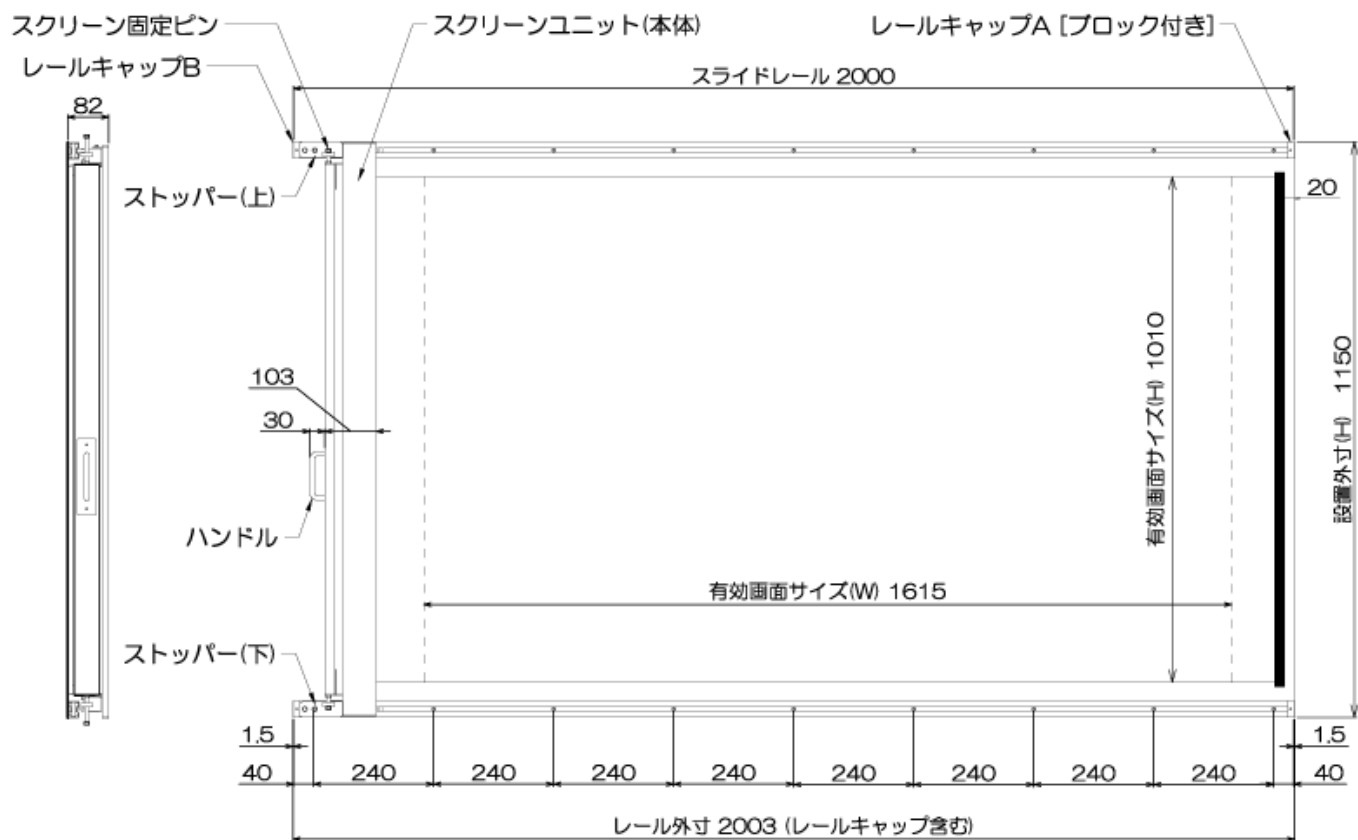 スクリーン固定ピン
スクリーンユニット(本体)
レールキャップA [ブロック付き]
レールキャップB
スライドレール 2000
82
ストッパー(上)
20
103
30
有効画面サイズ(H) 1010
設置外寸(H) 1150
ハンドル
有効画面サイズ(W) 1615
ストッパー(下)
1.5
1.5
40
240
240
240
240
240
240
240
240
40
レール外寸 2003 (レールキャップ含む)